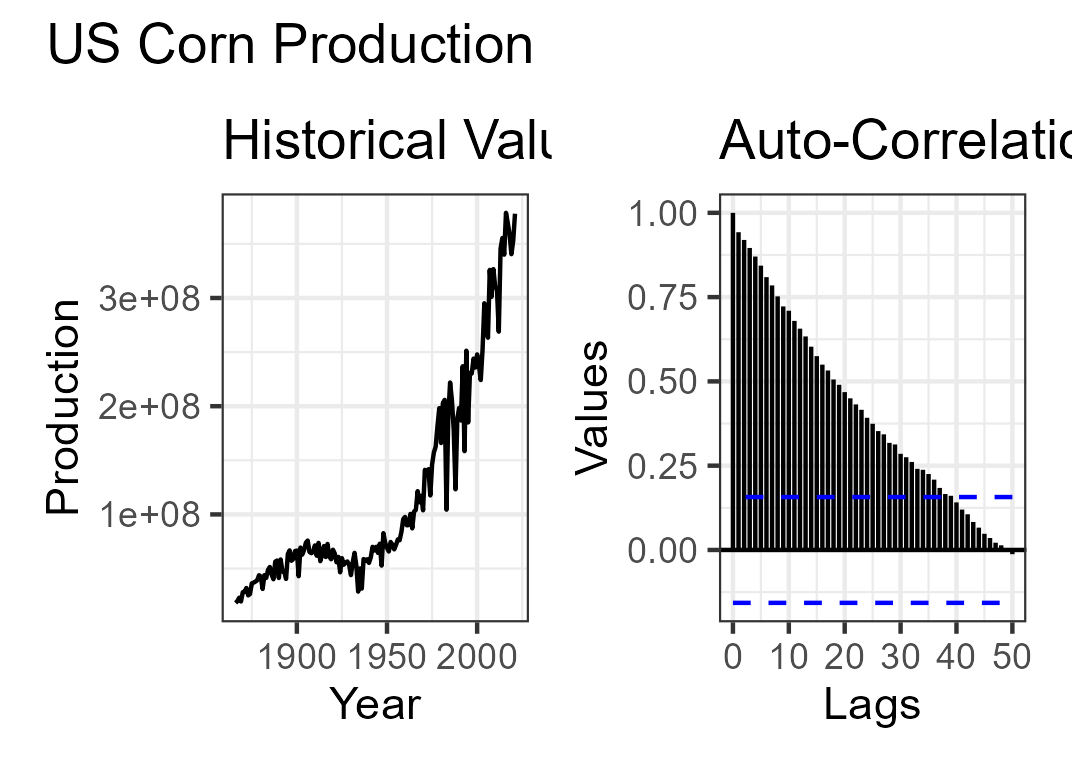 US Corn Production
Historical Valu
Production
3e+08
2e+08
1e+08
1900 1950 2000
Year
Auto-Correlatio
Values
1.00
0.75
0.50
0.25
0.00
0 10 20 30 40 50
Lags